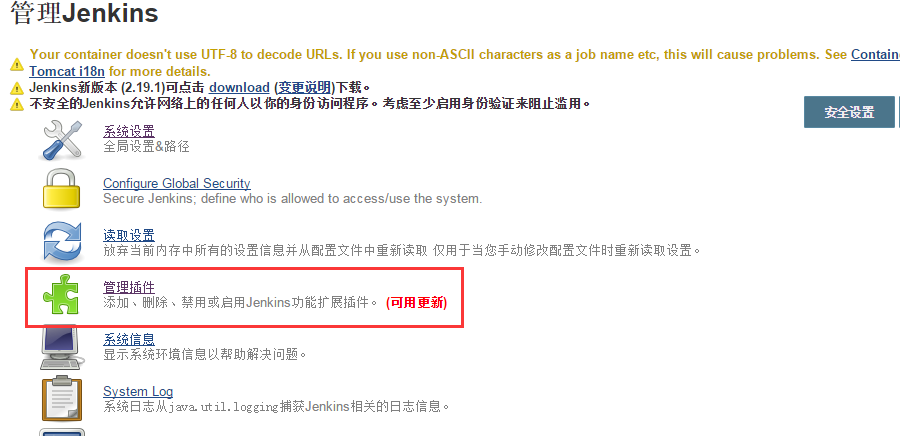 管理Jenkins
Your container doesn't use UTF-8 to decode URLs. If you use non-ASCII characters as a job name etc, this will cause problems. See Contain
Tomcat i18n for more details.
Jenkins新版本 (2.19.1)可点击 download (变更说明)下载。
不安全的Jenkins允许网络上的任何人以你的身份访问程序。考虑至少启用身份验证来阻止滥用。
安全设置
系统设置
全局设置&路径
Configure Global Security
Secure Jenkins; define who is allowed to access/use the system.
读取设置
放弃当前内存中所有的设置信息并从配置文件中重新读取 仅用于当您手动修改配置文件时重新读取设置。
管理插件
添加、删除、禁用或启用Jenkins功能扩展插件。 (可用更新)
系统信息
显示系统环境信息以帮助解决问题。
System Log
系统日志从java.util.logging捕获Jenkins相关的日志信息。